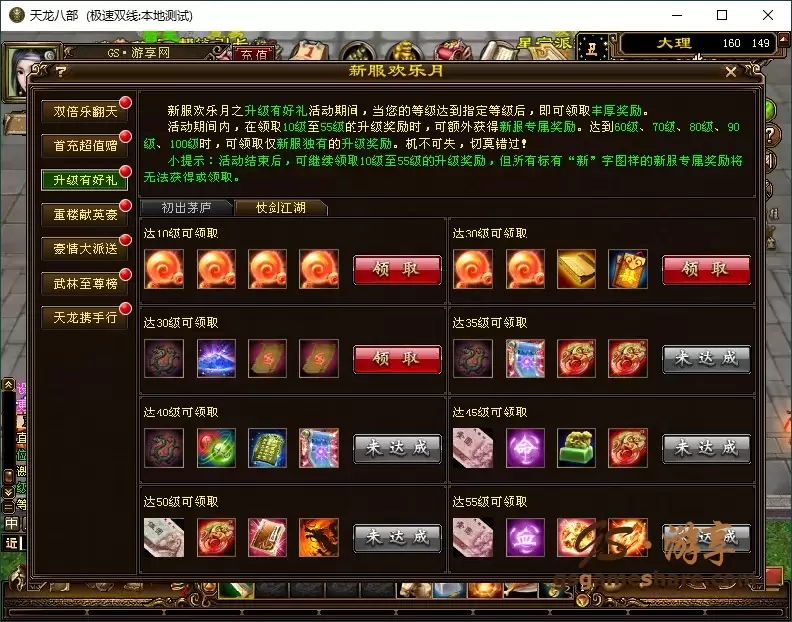 天龙八部 (极速双线:本地测试)
GS·游享网
充值
星宿派
丑
大理
160 149
?
新服欢乐月
双倍乐翻天
首充超值赠
升级有好礼
重楼献英豪
豪情大派送
武林至尊榜
天龙携手行
新服欢乐月之升级有好礼活动期间，当您的等级达到指定等级后，即可领取丰厚奖励。
活动期间内，在领取10级至55级的升级奖励时，可额外获得新服专属奖励。达到60级、70级、80级、90
级、100级时，可领取仅新服独有的升级奖励。机不可失，切莫错过！
小提示：活动结束后，可继续领取10级至55级的升级奖励，但所有标有“新”字图祥的新服专属奖励将
无法获得或领取。
初出茅庐
仗剑江湖
达10级可领取
领取
达30级可领取
领取
达30级可领取
领取
达35级可领取
未达成
达40级可领取
未达成
达45级可领取
未达成
达50级可领取
未达成
达55级可领取
未达成
GS·游享
申
近